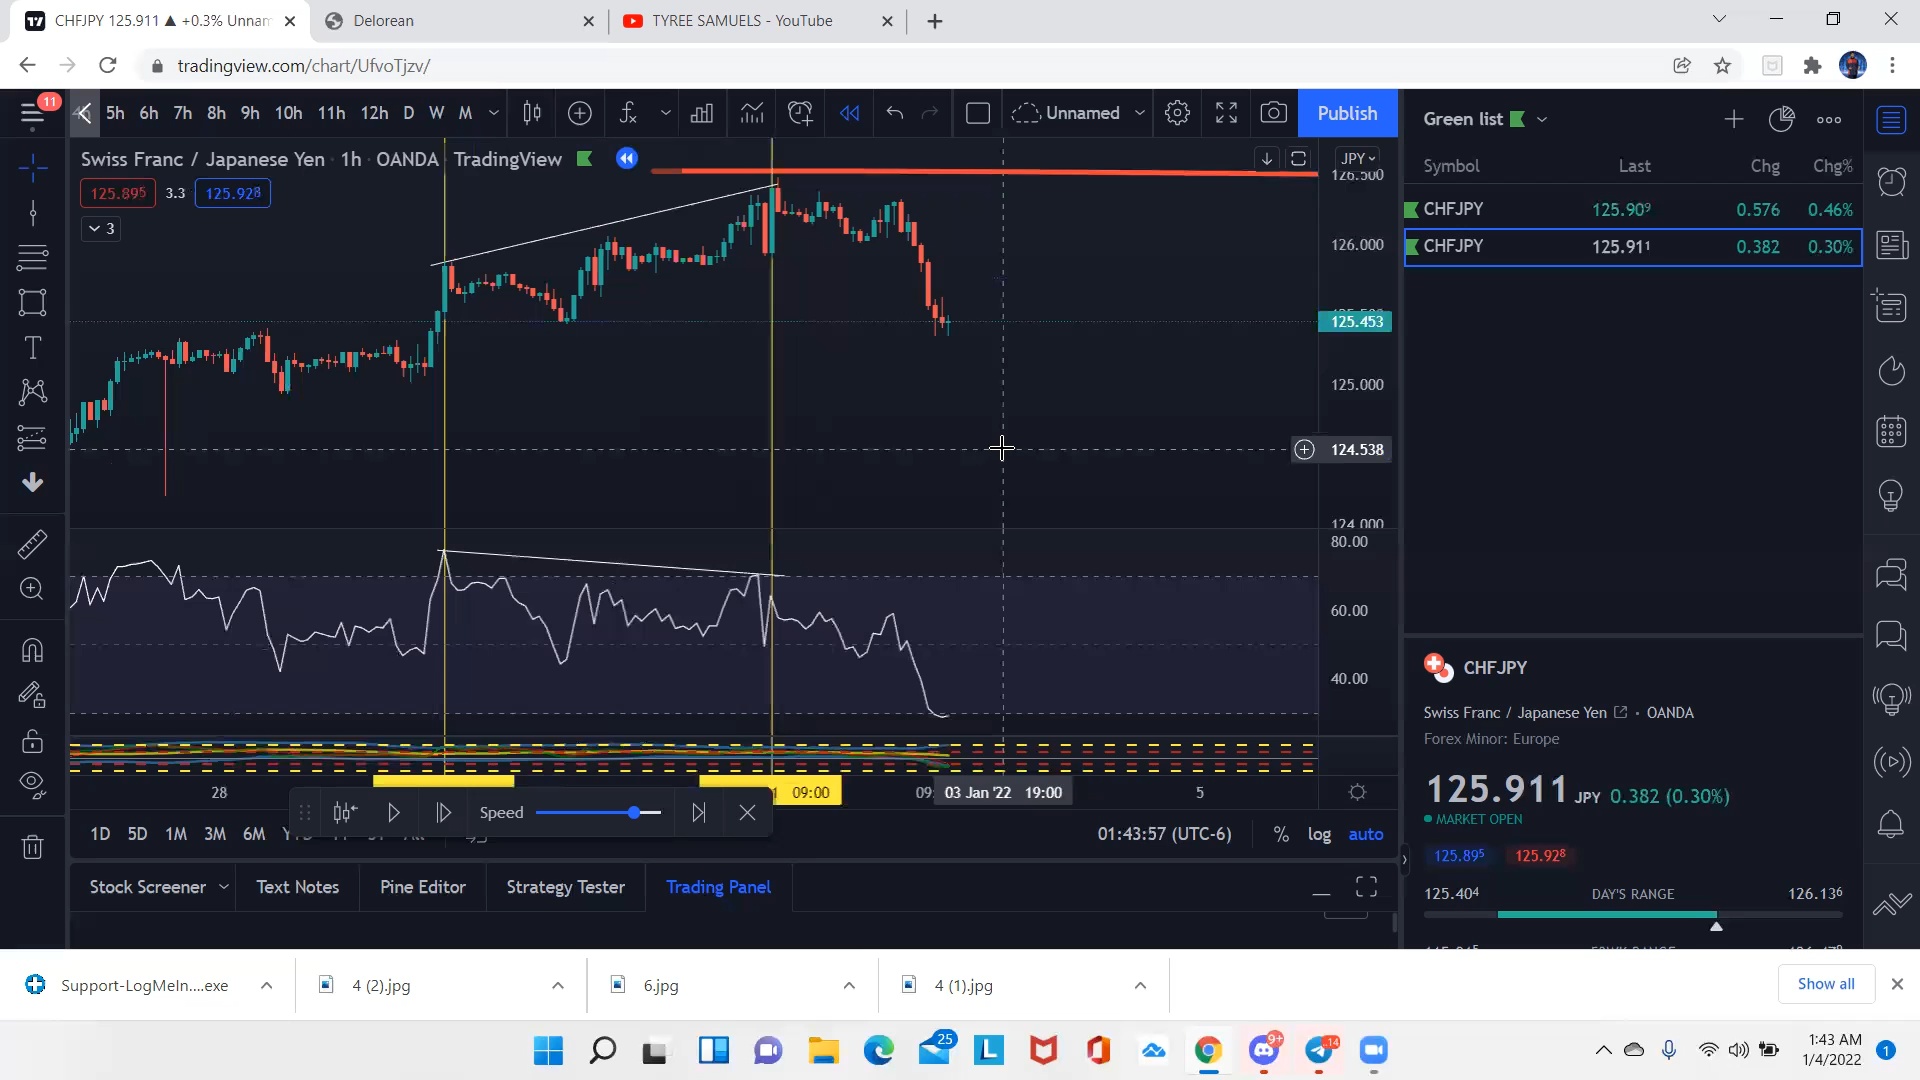 CHFJPY 125.911 ▲ +0.3% Unnam
Delorean
TYREE SAMUELS - YouTube
tradingview.com/chart/UfvoTjzv/
11
5h 6h 7h 8h 9h 10h 11h 12h D W M
Unnamed
Publish
Swiss Franc / Japanese Yen · 1h · OANDA TradingView
125.895 3.3 125.928
3
JPY
126.500
126.000
125.453
125.000
124.538
124.000
80.00
60.00
40.00
28
09:00
09:
03 Jan '22 19:00
5
Speed
1D 5D 1M 3M 6M
01:43:57 (UTC-6)
% log auto
Stock Screener
Text Notes
Pine Editor
Strategy Tester
Trading Panel
Green list
Symbol Last Chg Chg%
CHFJPY 125.909 0.576 0.46%
CHFJPY 125.911 0.382 0.30%
CHFJPY
Swiss Franc / Japanese Yen · OANDA
Forex Minor: Europe
125.911 JPY 0.382 (0.30%)
MARKET OPEN
125.895 125.928
125.404 DAY'S RANGE 126.136
Support-LogMeIn....exe
4 (2).jpg
6.jpg
4 (1).jpg
Show all
25
L
9+
14
1:43 AM
1/4/2022
1